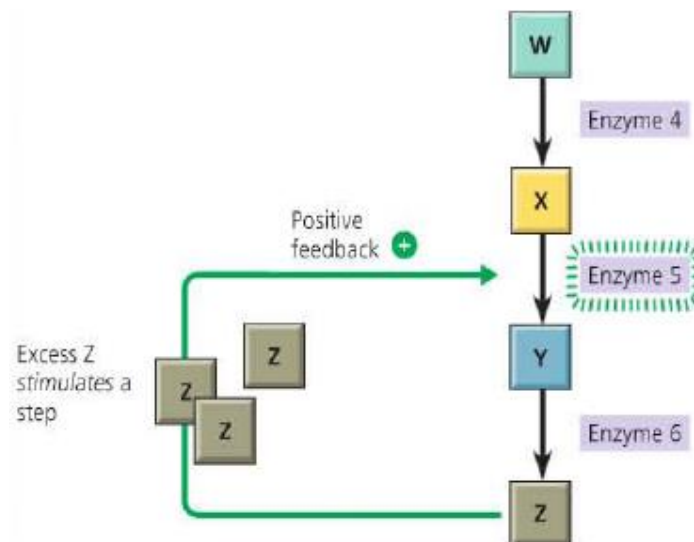 W
Enzyme 4
X
Positive
feedback +
Enzyme 5
Excess Z
stimulates a
step
Z
Z
Z
Y
Enzyme 6
Z